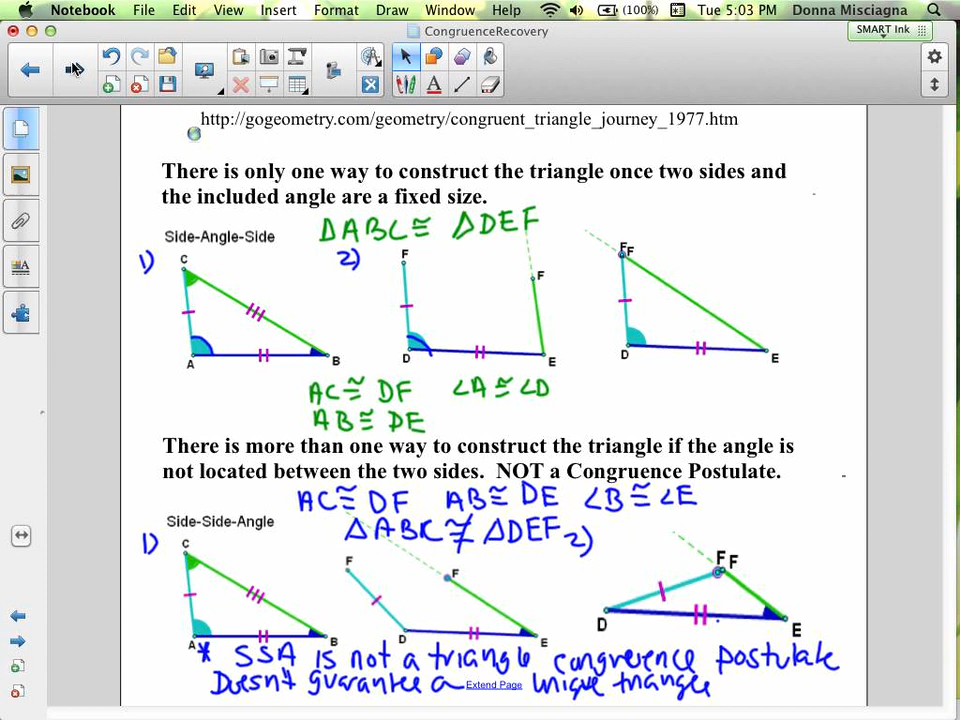 Notebook File Edit View Insert Format Draw Window Help (100%) Tue 5:03 PM Donna Misciagna
CongruenceRecovery
SMART Ink
http://gogeometry.com/geometry/congruent_triangle_journey_1977.htm
There is only one way to construct the triangle once two sides and
the included angle are a fixed size.
ΔABC ≅ ΔDEF
Side-Angle-Side
1) 2)
C F F FF
A B D E D E
AC ≅ DF ∠A ≅ ∠D
AB ≅ DE
There is more than one way to construct the triangle if the angle is
not located between the two sides. NOT a Congruence Postulate.
AC ≅ DF AB ≅ DE ∠B ≅ ∠E
Side-Side-Angle
ΔABC ≇ ΔDEF
1) 2)
C F F F F
A B D E D E
* SSA is not a triangle congruence postulate
Doesn't guarantee a unique triangle
Extend Page